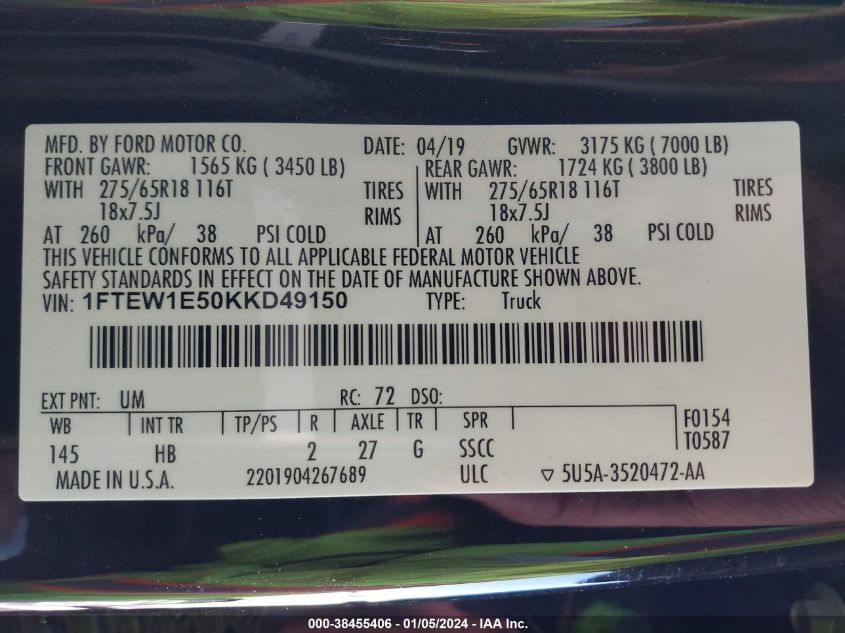 MFD. BY FORD MOTOR CO. DATE: 04/19 GVWR: 3175 KG ( 7000 LB)
FRONT GAWR: 1565 KG ( 3450 LB) REAR GAWR: 1724 KG ( 3800 LB)
WITH 275/65R18 116T TIRES WITH 275/65R18 116T TIRES
18x7.5J RIMS 18x7.5J RIMS
AT 260 kPa/ 38 PSI COLD AT 260 kPa/ 38 PSI COLD
THIS VEHICLE CONFORMS TO ALL APPLICABLE FEDERAL MOTOR VEHICLE
SAFETY STANDARDS IN EFFECT ON THE DATE OF MANUFACTURE SHOWN ABOVE.
VIN: 1FTEW1E50KKD49150 TYPE: Truck
EXT PNT: UM RC: 72 DSO:
WB INT TR TP/PS R AXLE TR SPR F0154
145 HB 2 27 G SSCC T0587
MADE IN U.S.A. 2201904267689 ULC ▽ 5U5A-3520472-AA
000-38455406 - 01/05/2024 - IAA Inc.